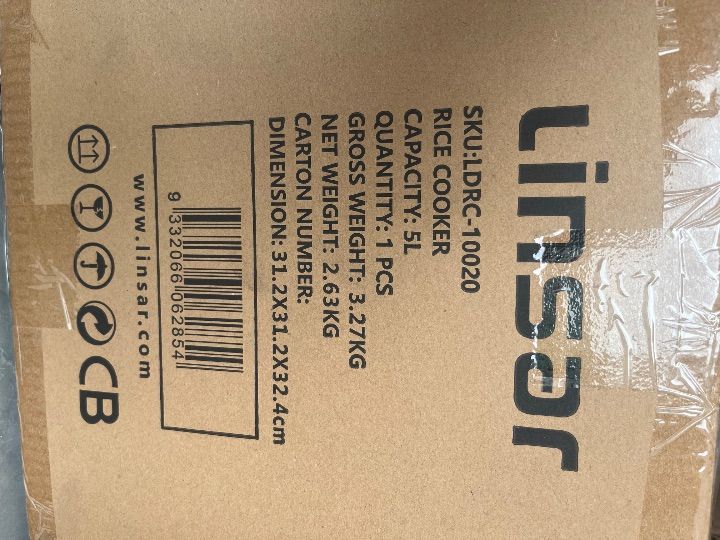 Linsar
SKU:LDRC-10020
RICE COOKER
CAPACITY: 5L
QUANTITY: 1 PCS
GROSS WEIGHT: 3.27KG
NET WEIGHT: 2.63KG
CARTON NUMBER:
DIMENSION: 31.2X31.2X32.4cm
9 332066 062854
www.linsar.com
CB